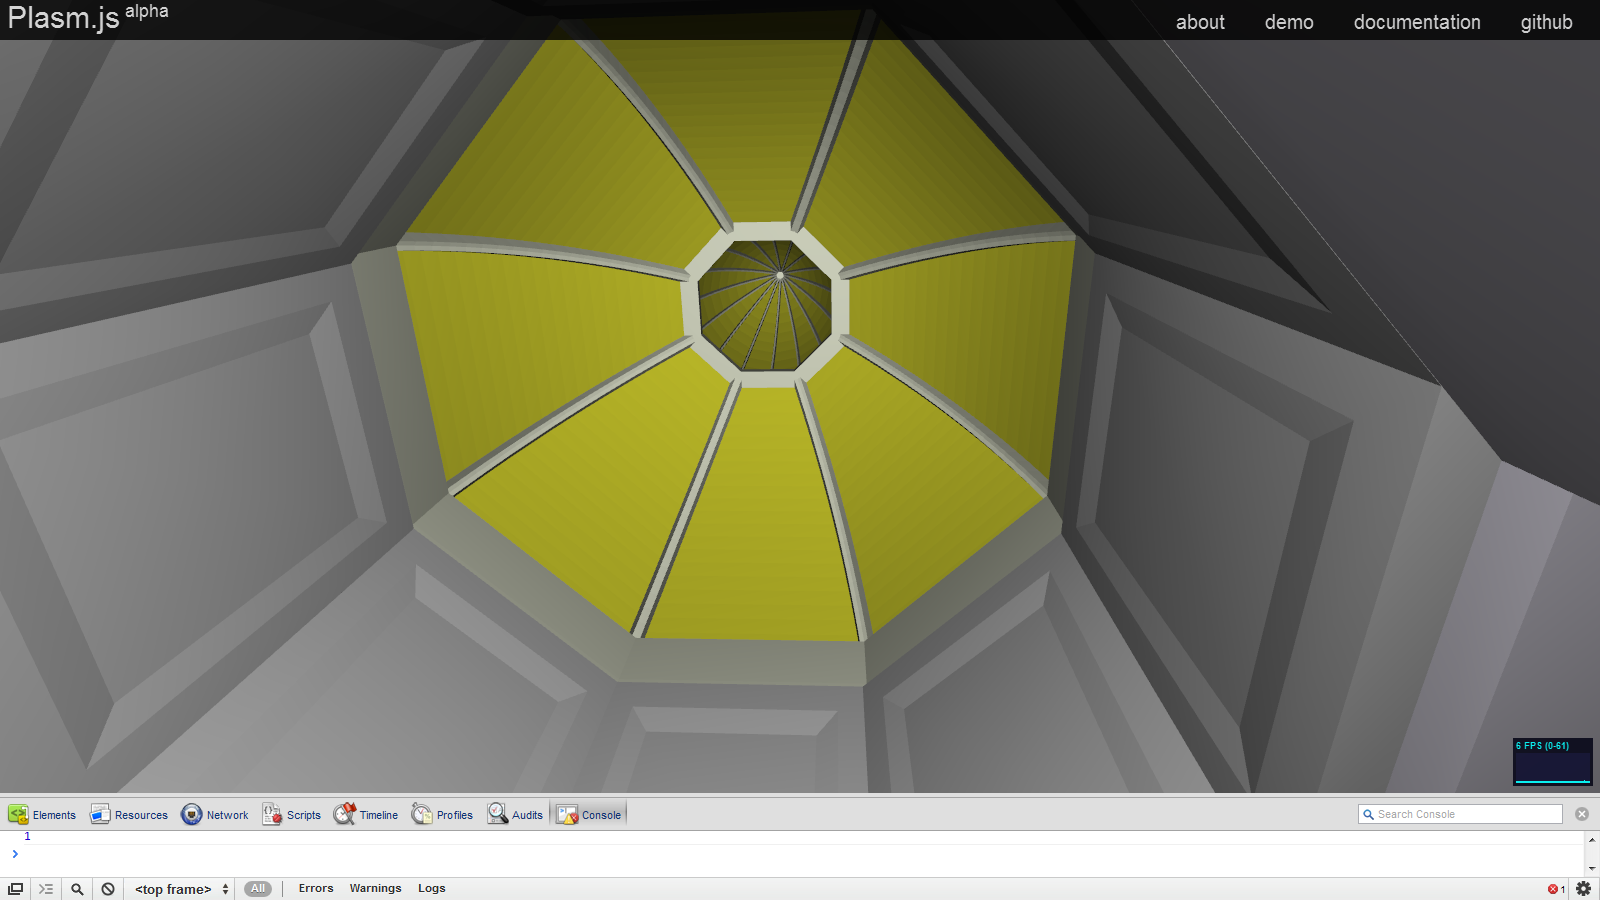 Plasm.js alpha
about demo documentation github
6 FPS (0-61)
Elements Resources Network Scripts Timeline Profiles Audits Console Search Console
1
>
<top frame> All Errors Warnings Logs 1